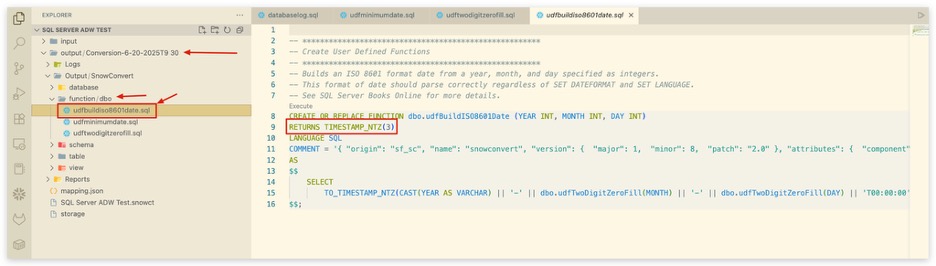 EXPLORER
SQL SERVER ADW TEST
input
output/Conversion-6-20-2025T9 30
Logs
Output/SnowConvert
database
function/dbo
udfbuildiso8601date.sql
udfminimumdate.sql
udftwodigitzerofill.sql
schema
table
view
Reports
mapping.json
SQL Server ADW Test.snowct
storage
databaselog.sql
udfminimumdate.sql
udftwodigitzerofill.sql
udfbuildiso8601date.sql
1
2 -- ******************************************************
3 -- Create User Defined Functions
4 -- ******************************************************
5 -- Builds an ISO 8601 format date from a year, month, and day specified as integers.
6 -- This format of date should parse correctly regardless of SET DATEFORMAT and SET LANGUAGE.
7 -- See SQL Server Books Online for more details.
Execute
8 CREATE OR REPLACE FUNCTION dbo.udfBuildISO8601Date (YEAR INT, MONTH INT, DAY INT)
9 RETURNS TIMESTAMP_NTZ(3)
10 LANGUAGE SQL
11 COMMENT = '{ "origin": "sf_sc", "name": "snowconvert", "version": { "major": 1, "minor": 8, "patch": "2.0" }, "attributes": { "component"
12 AS
13 $$
14 SELECT
15 TO_TIMESTAMP_NTZ(CAST(YEAR AS VARCHAR) || '-' || dbo.udfTwoDigitZeroFill(MONTH) || '-' || dbo.udfTwoDigitZeroFill(DAY) || 'T00:00:00'
16 $$;